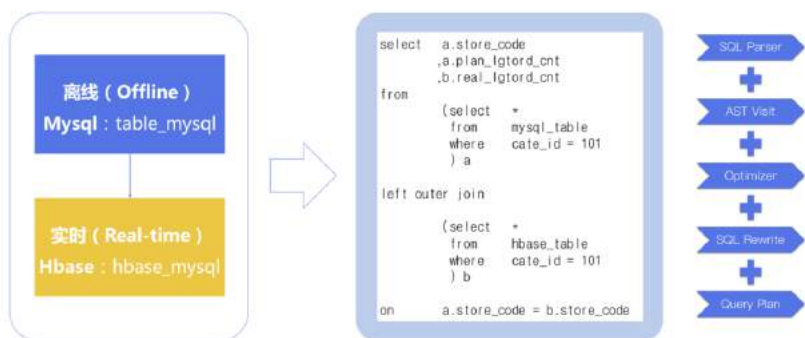 离线（Offline）
Mysql：table_mysql
实时（Real-time）
Hbase：hbase_mysql
select a.store_code
,a.plan_lgtord_cnt
,b.real_lgtord_cnt
from
(select *
from mysql_table
where cate_id = 101
) a
left outer join
(select *
from hbase_table
where cate_id = 101
) b
on a.store_code = b.store_code
SQL Parser
AST Visit
Optimizer
SQL Rewrite
Query Plan